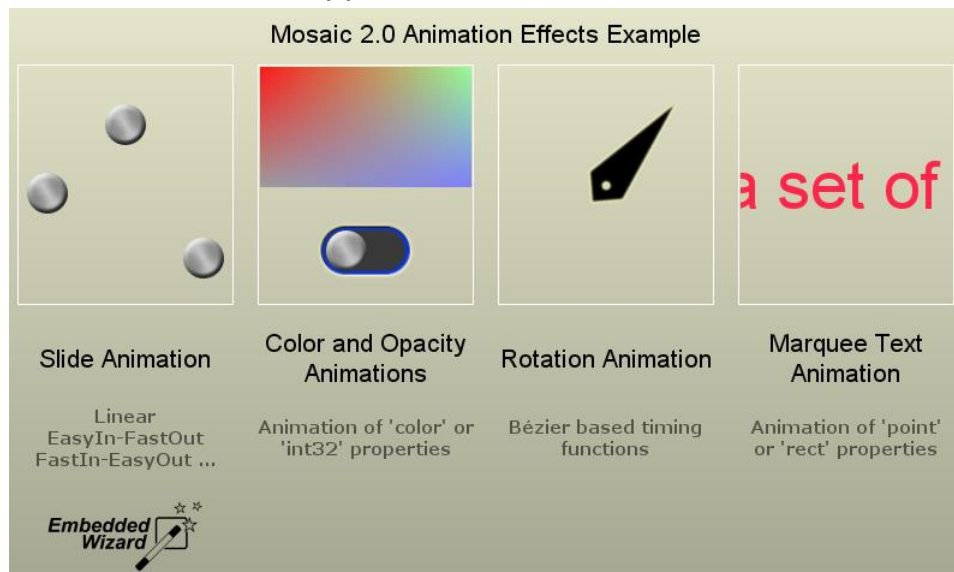 Mosaic 2.0 Animation Effects Example
a set of
Slide Animation
Linear
EasyIn-FastOut
FastIn-EasyOut ...
Color and Opacity
Animations
Animation of 'color' or
'int32' properties
Rotation Animation
Bézier based timing
functions
Marquee Text
Animation
Animation of 'point'
or 'rect' properties
Embedded
Wizard